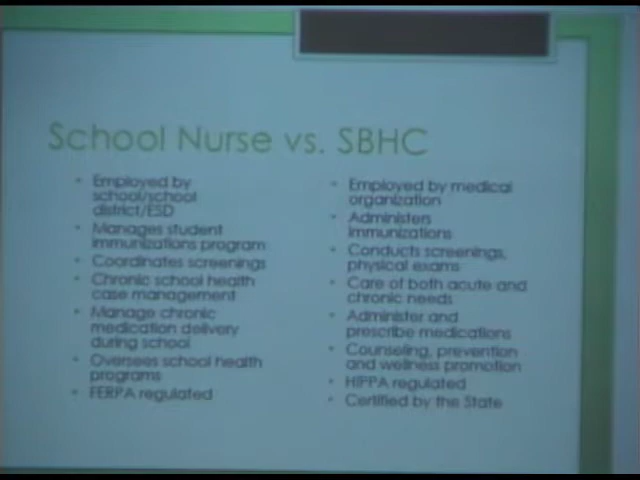 School Nurse vs. SBHC
• Employed by
school/school
district/ESD
• Manages student
immunizations program
• Coordinates screenings
• Chronic school health
case management
• Manage chronic
medication delivery
during school
• Oversees school health
programs
• FERPA regulated
• Employed by medical
organization
• Administers
immunizations
• Conducts screenings,
physical exams
• Care of both acute and
chronic needs
• Administer and
prescribe medications
• Counseling, prevention
and wellness promotion
• HIPPA regulated
• Certified by the State